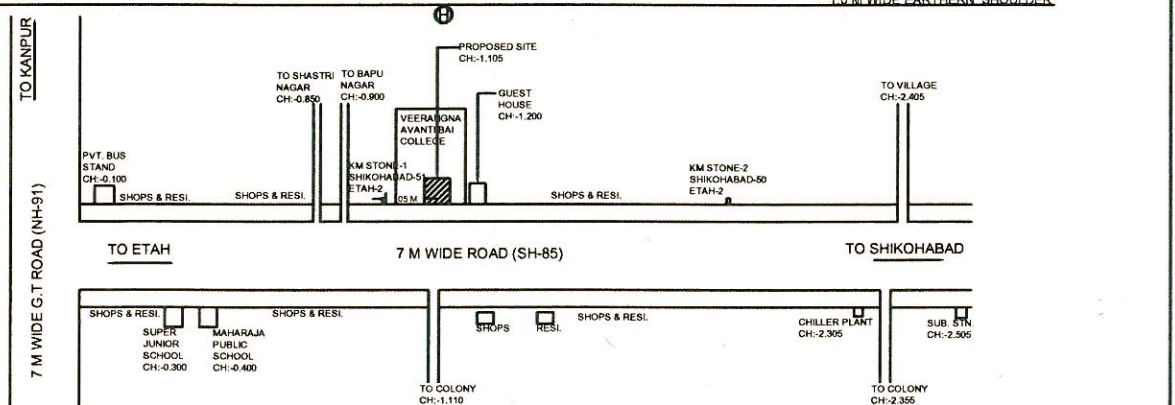 1.0 M WIDE EARTHERN SHOULDER
H
TO KANPUR
7 M WIDE G.T ROAD (NH-91)
PROPOSED SITE
CH:-1.105
TO SHASTRI
NAGAR
CH:-0.850
TO BAPU
NAGAR
CH:-0.900
GUEST
HOUSE
CH:-1.200
TO VILLAGE
CH:-2.405
VEERANGNA
AVANTIBAI
COLLEGE
PVT. BUS
STAND
CH:-0.100
KM STONE-1
SHIKOHABAD-51
ETAH-2
KM STONE-2
SHIKOHABAD-50
ETAH-2
SHOPS & RESI.
SHOPS & RESI.
05 M
SHOPS & RESI.
TO ETAH
7 M WIDE ROAD (SH-85)
TO SHIKOHABAD
SHOPS & RESI.
SUPER
JUNIOR
SCHOOL
CH:-0.300
MAHARAJA
PUBLIC
SCHOOL
CH:-0.400
SHOPS & RESI.
SHOPS
RESI.
SHOPS & RESI.
CHILLER PLANT
CH:-2.305
SUB. STN.
CH:-2.505
TO COLONY
CH:-1.110
TO COLONY
CH:-2.355